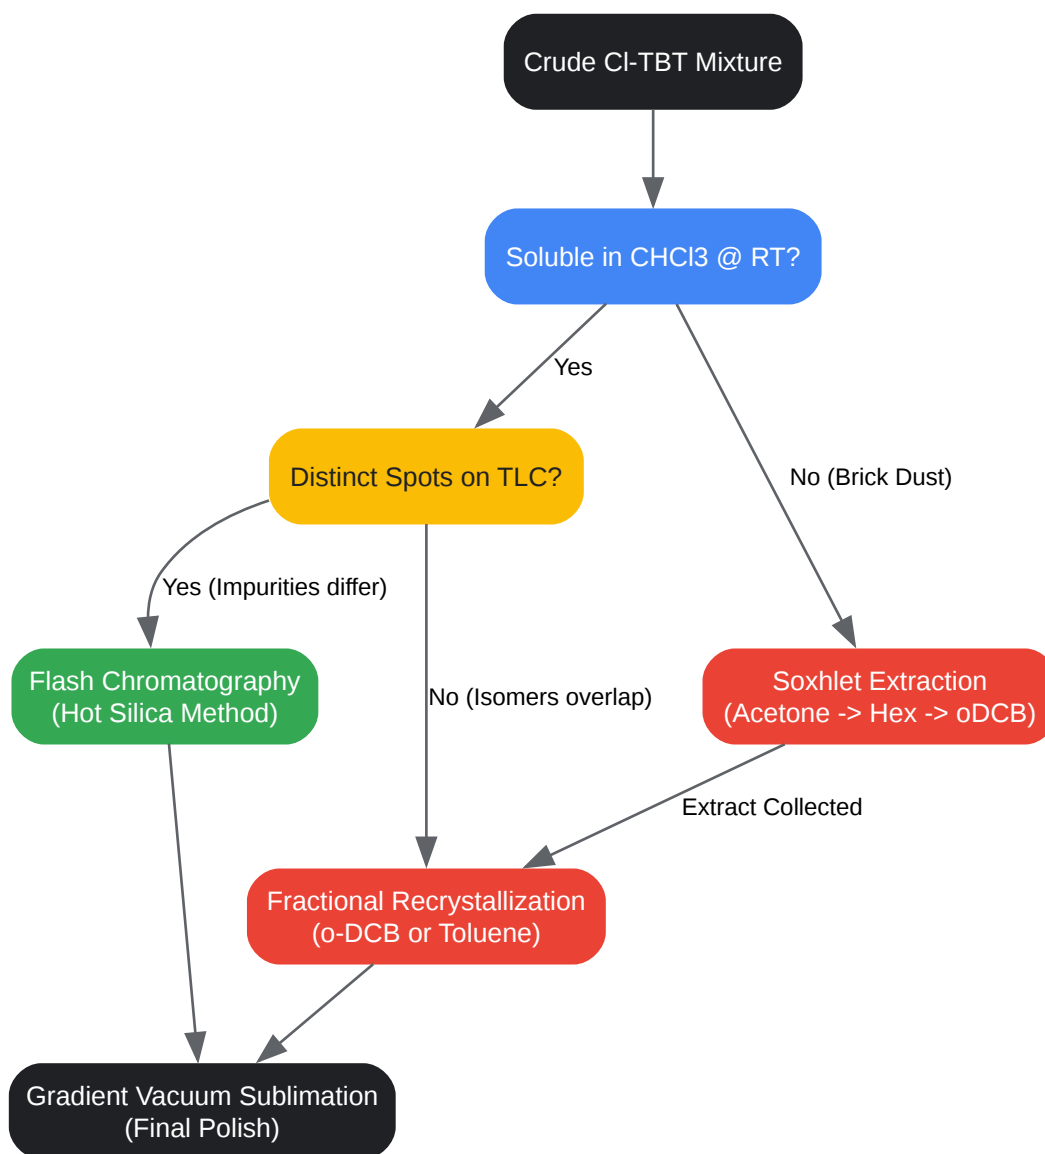 Crude Cl-TBT Mixture
Soluble in CHCl3 @ RT?
Yes
Distinct Spots on TLC?
No (Brick Dust)
Yes (Impurities differ)
Flash Chromatography
(Hot Silica Method)
No (Isomers overlap)
Soxhlet Extraction
(Acetone -> Hex -> oDCB)
Extract Collected
Fractional Recrystallization
(o-DCB or Toluene)
Gradient Vacuum Sublimation
(Final Polish)